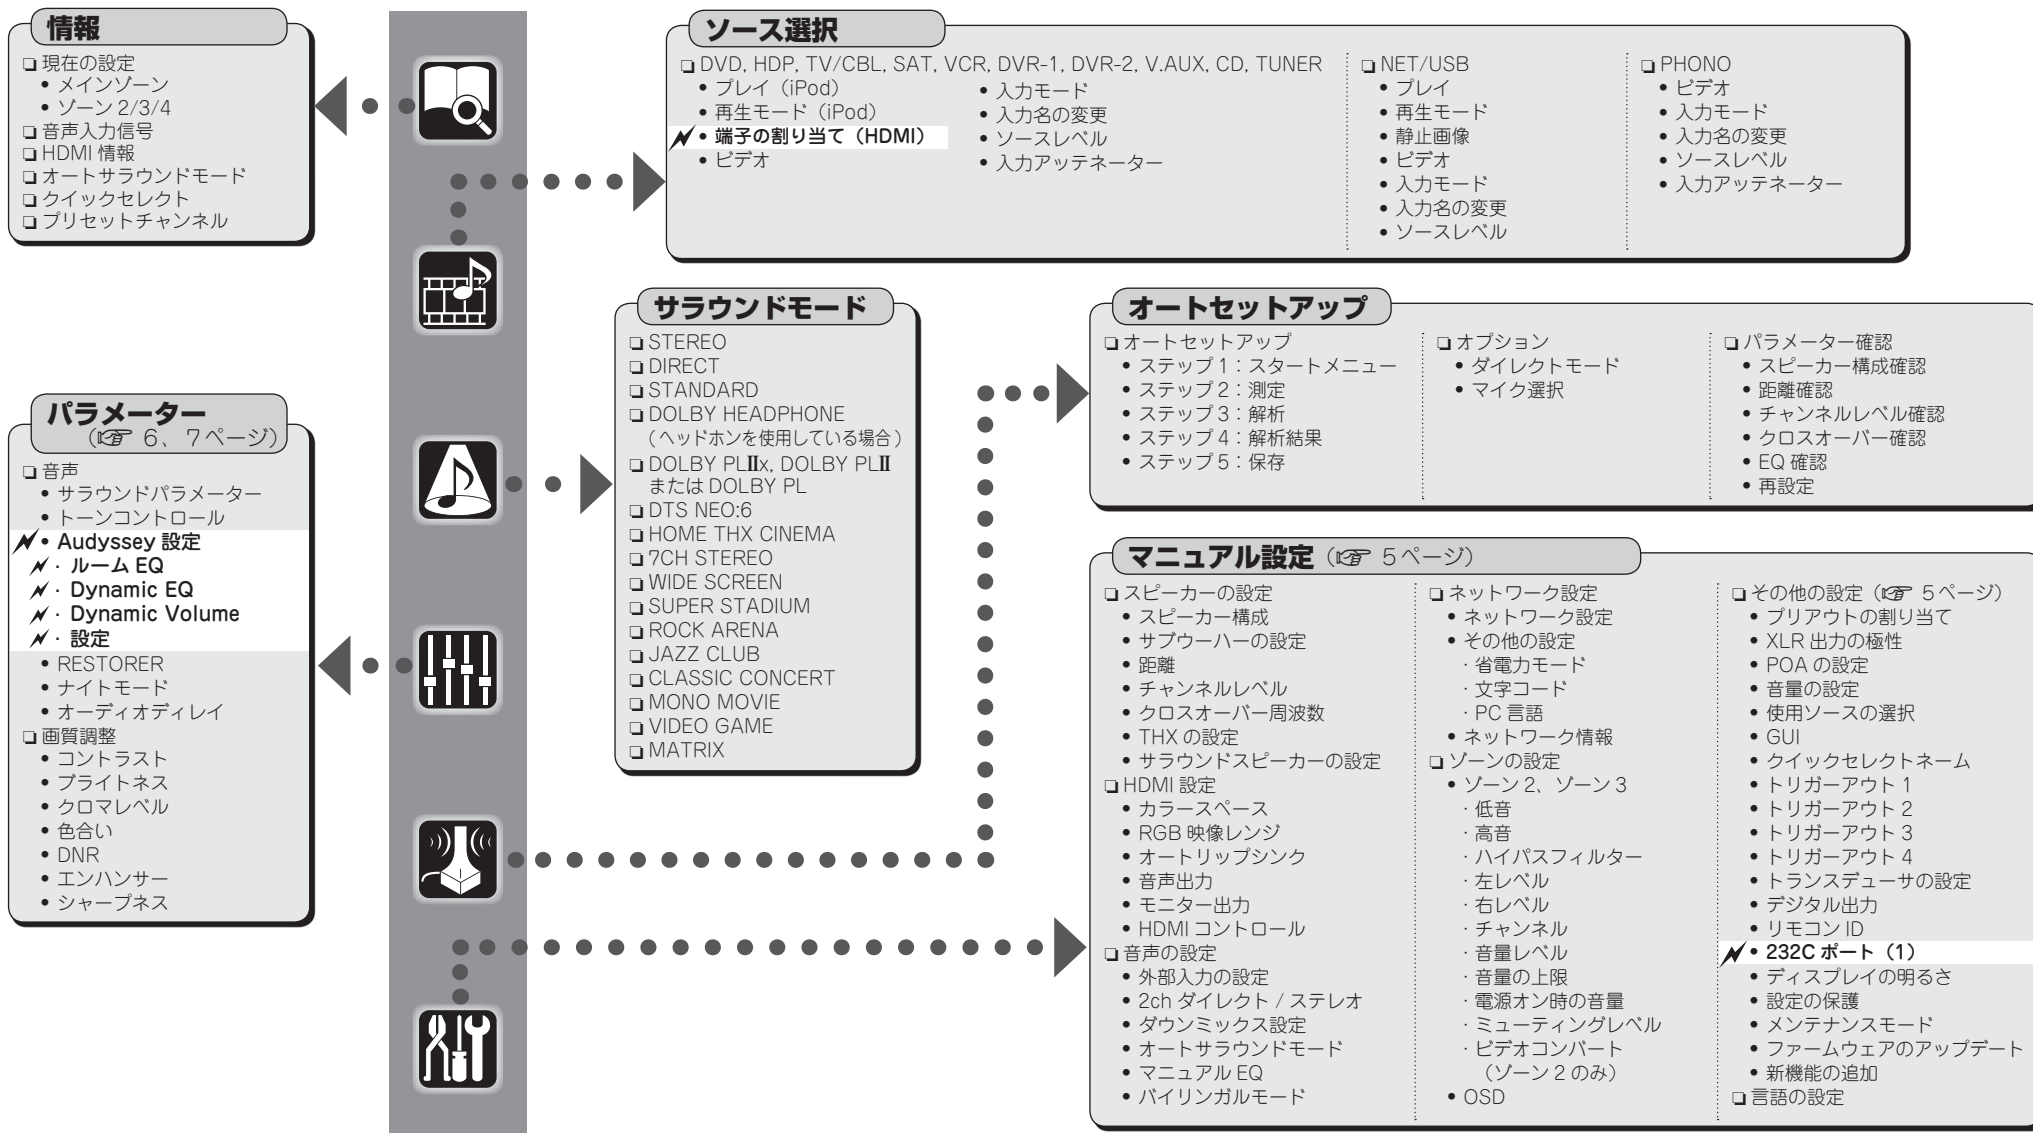 情報
❏ 現在の設定
• メインゾーン
• ゾーン 2/3/4
❏ 音声入力信号
❏ HDMI 情報
❏ オートサラウンドモード
❏ クイックセレクト
❏ プリセットチャンネル
パラメーター
(☞ 6、7ページ)
❏ 音声
• サラウンドパラメーター
• トーンコントロール
• Audyssey 設定
· ルーム EQ
· Dynamic EQ
· Dynamic Volume
· 設定
• RESTORER
• ナイトモード
• オーディオディレイ
❏ 画質調整
• コントラスト
• ブライトネス
• クロマレベル
• 色合い
• DNR
• エンハンサー
• シャープネス
ソース選択
❏ DVD, HDP, TV/CBL, SAT, VCR, DVR-1, DVR-2, V.AUX, CD, TUNER
• プレイ（iPod）
• 再生モード（iPod）
• 端子の割り当て（HDMI）
• ビデオ
• 入力モード
• 入力名の変更
• ソースレベル
• 入力アッテネーター
❏ NET/USB
• プレイ
• 再生モード
• 静止画像
• ビデオ
• 入力モード
• 入力名の変更
• ソースレベル
❏ PHONO
• ビデオ
• 入力モード
• 入力名の変更
• ソースレベル
• 入力アッテネーター
サラウンドモード
❏ STEREO
❏ DIRECT
❏ STANDARD
❏ DOLBY HEADPHONE
（ヘッドホンを使用している場合）
❏ DOLBY PLⅡx, DOLBY PLⅡ
または DOLBY PL
❏ DTS NEO:6
❏ HOME THX CINEMA
❏ 7CH STEREO
❏ WIDE SCREEN
❏ SUPER STADIUM
❏ ROCK ARENA
❏ JAZZ CLUB
❏ CLASSIC CONCERT
❏ MONO MOVIE
❏ VIDEO GAME
❏ MATRIX
オートセットアップ
❏ オートセットアップ
• ステップ 1：スタートメニュー
• ステップ 2：測定
• ステップ 3：解析
• ステップ 4：解析結果
• ステップ 5：保存
❏ オプション
• ダイレクトモード
• マイク選択
❏ パラメーター確認
• スピーカー構成確認
• 距離確認
• チャンネルレベル確認
• クロスオーバー確認
• EQ 確認
• 再設定
マニュアル設定（☞ 5ページ）
❏ スピーカーの設定
• スピーカー構成
• サブウーハーの設定
• 距離
• チャンネルレベル
• クロスオーバー周波数
• THX の設定
• サラウンドスピーカーの設定
❏ HDMI 設定
• カラースペース
• RGB 映像レンジ
• オートリップシンク
• 音声出力
• モニター出力
• HDMI コントロール
❏ 音声の設定
• 外部入力の設定
• 2ch ダイレクト / ステレオ
• ダウンミックス設定
• オートサラウンドモード
• マニュアル EQ
• バイリンガルモード
❏ ネットワーク設定
• ネットワーク設定
• その他の設定
· 省電力モード
· 文字コード
· PC 言語
• ネットワーク情報
❏ ゾーンの設定
• ゾーン 2、ゾーン 3
· 低音
· 高音
· ハイパスフィルター
· 左レベル
· 右レベル
· チャンネル
· 音量レベル
· 音量の上限
· 電源オン時の音量
· ミューティングレベル
· ビデオコンバート
（ゾーン 2 のみ）
• OSD
❏ その他の設定（☞ 5ページ）
• プリアウトの割り当て
• XLR 出力の極性
• POA の設定
• 音量の設定
• 使用ソースの選択
• GUI
• クイックセレクトネーム
• トリガーアウト 1
• トリガーアウト 2
• トリガーアウト 3
• トリガーアウト 4
• トランスデューサの設定
• デジタル出力
• リモコン ID
• 232C ポート（1）
• ディスプレイの明るさ
• 設定の保護
• メンテナンスモード
• ファームウェアのアップデート
• 新機能の追加
❏ 言語の設定